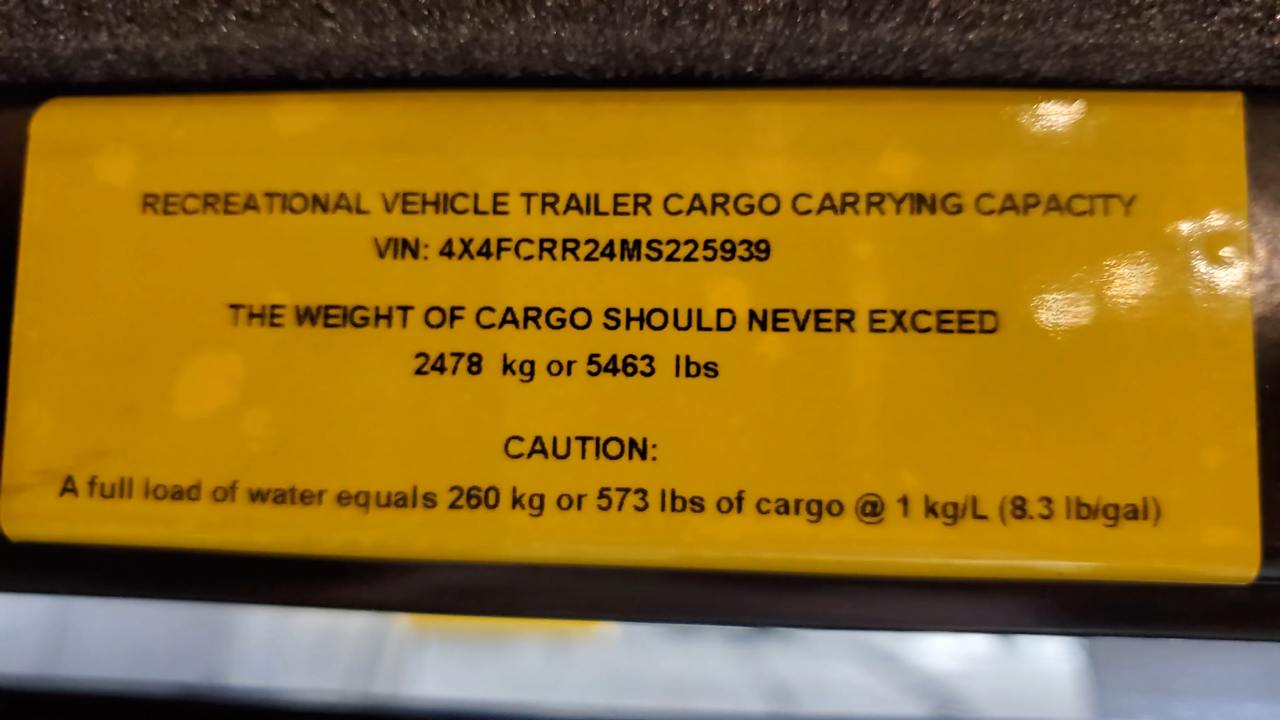 RECREATIONAL VEHICLE TRAILER CARGO CARRYING CAPACITY
VIN: 4X4FCRR24MS225939
THE WEIGHT OF CARGO SHOULD NEVER EXCEED
2478 kg or 5463 lbs
CAUTION:
A full load of water equals 260 kg or 573 lbs of cargo @ 1 kg/L (8.3 lb/gal)